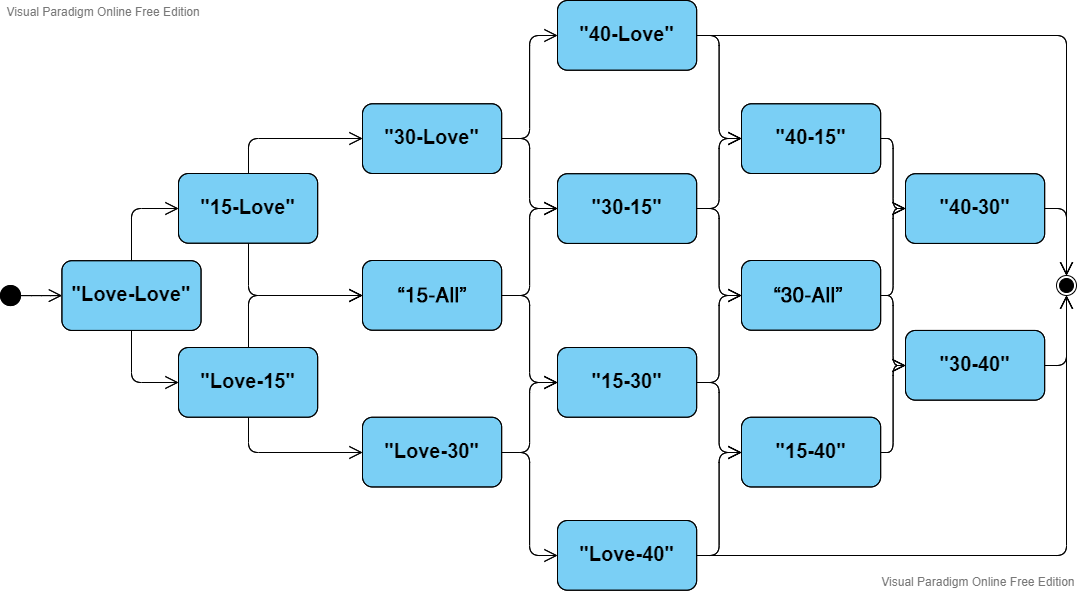 Visual Paradigm Online Free Edition
"40-Love"
"30-Love"
"40-15"
"15-Love"
"30-15"
"40-30"
"Love-Love"
“15-All”
“30-All”
"Love-15"
"15-30"
"30-40"
"Love-30"
"15-40"
"Love-40"
Visual Paradigm Online Free Edition